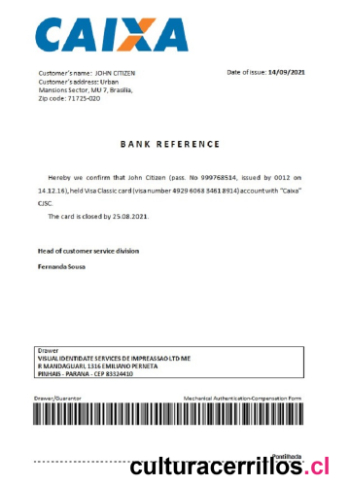 CAIXA
Customer's name: JOHN CITIZEN
Date of issue: 14/09/2021
Customer's address: Urban
Mansions Sector, MU 7, Brasilia,
Zip code: 71725-020
BANK REFERENCE
Hereby we confirm that John Citizen (pass. No 999768514, issued by 0012 on
14.12.16), held Visa Classic card (visa number 4929 6068 9461 8914) account with "Caixa"
CJSC.
The card is closed by 25.08.2021.
Head of customer service division
Fernanda Sousa
Drawer
VISUAL IDENTIDATE SERVICES DE IMPREASSAO LTD ME
R MANDAGUARI, 1316 EMILIANO PERNETA
PINHAIS - PARANA - CEP 83324410
Drawer/Guarantor
Mechanical Authentication-Compensation Form
Pontilhada
culturacerrillos.cl